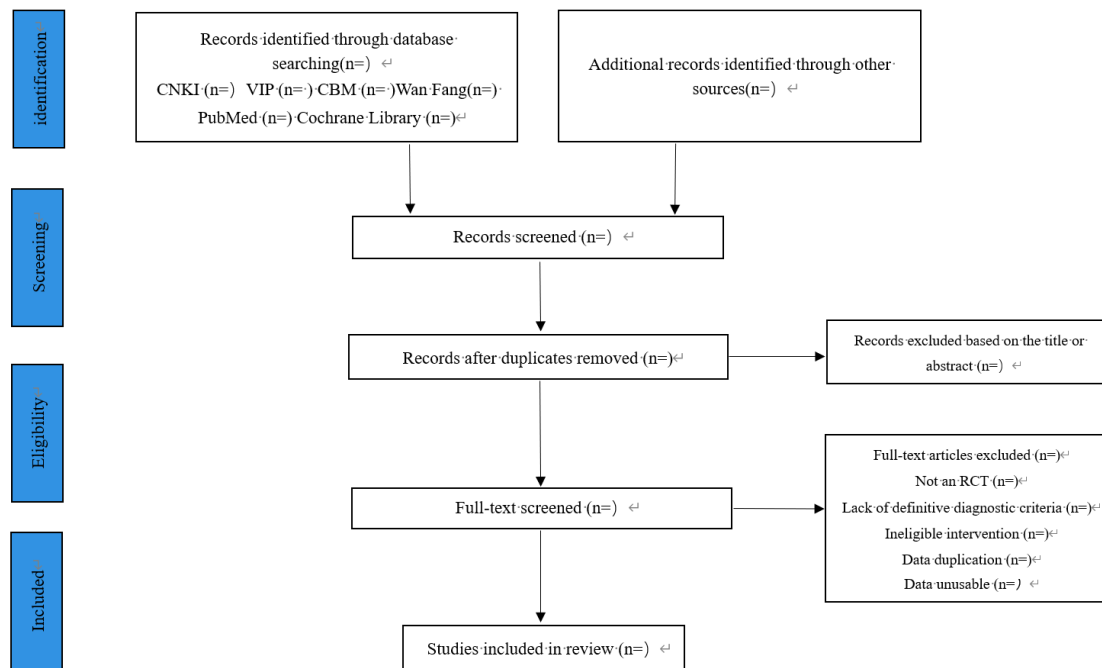 identification
Records identified through database
searching(n=)
CNKI (n=) VIP (n= ) CBM (n=)Wan Fang(n=)
PubMed (n=) Cochrane Library (n=)
Additional records identified through other
sources(n=)
Screening
Records screened (n=)
Records after duplicates removed (n=)
Records excluded based on the title or
abstract (n=)
Eligibility
Full-text screened (n=)
Full-text articles excluded (n=)
Not an RCT (n=)
Lack of definitive diagnostic criteria (n=)
Ineligible intervention (n=)
Data duplication (n=)
Data unusable (n=)
Included
Studies included in review (n=)